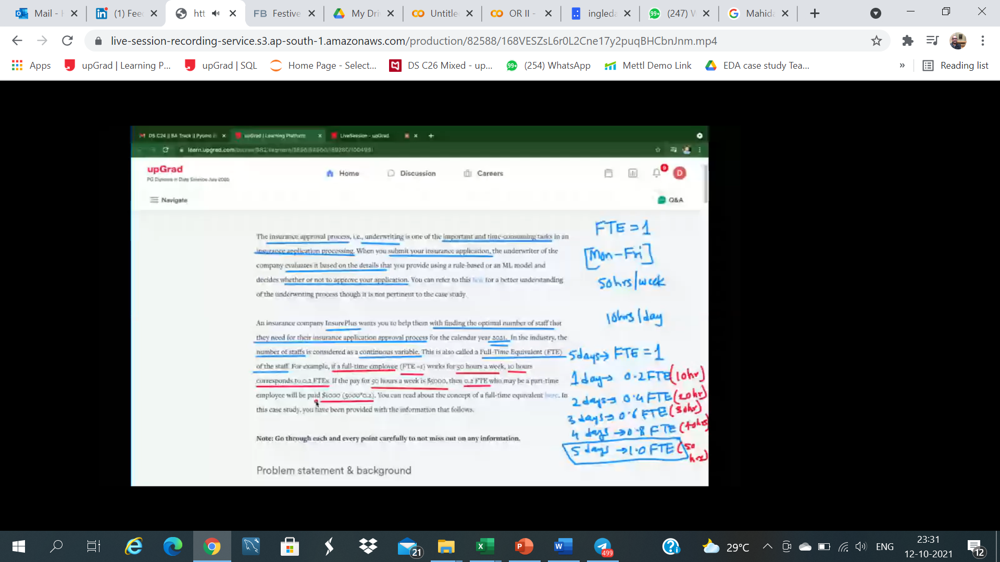 Mail - H
(1) Feed
htt
Festive
My Driv
Untitle
OR II -
ingleda
(247) W
Mahida
live-session-recording-service.s3.ap-south-1.amazonaws.com/production/82588/168VESZsL6r0L2Cne17y2puqBHCbnJnm.mp4
Apps
upGrad | Learning P...
upGrad | SQL
Home Page - Select...
DS C26 Mixed - up...
(254) WhatsApp
Mettl Demo Link
EDA case study Tea...
»
Reading list
DS C24 || BA Track || Pyomo
upGrad | Learning Platform
LiveSession - upGrad
learn.upgrad.com
upGrad
PG Diploma in Data Science July 2020
Home
Discussion
Careers
9
D
Navigate
Q&A
The insurance approval process, i.e., underwriting is one of the important and time-consuming tasks in an
insurance application processing. When you submit your insurance application, the underwriter of the
company evaluates it based on the details that you provide using a rule-based or an ML model and
decides whether or not to approve your application. You can refer to this link for a better understanding
of the underwriting process though it is not pertinent to the case study.
An insurance company InsurePlus wants you to help them with finding the optimal number of staff that
they need for their insurance application approval process for the calendar year 2021. In the industry, the
number of staffs is considered as a continuous variable. This is also called a Full-Time Equivalent (FTE)
of the staff. For example, if a full-time employee (FTE =1) works for 50 hours a week, 10 hours
corresponds to 0.2 FTEs. If the pay for 50 hours a week is $5000, then 0.2 FTE who may be a part-time
employee will be paid $1000 (5000*0.2). You can read about the concept of a full-time equivalent here. In
this case study, you have been provided with the information that follows.
Note: Go through each and every point carefully to not miss out on any information.
Problem statement & background
FTE = 1
[Mon-Fri]
50hrs/week
10hrs/day
5days→ FTE = 1
1 day→ 0.2 FTE (10hr)
2 days→ 0.4 FTE (20hr)
3 days→ 0.6 FTE (30hr)
4 days →0.8 FTE (40hrs)
5 days →1.0 FTE (50
hrs)
21
499
29°C
ENG
23:31
12-10-2021
12